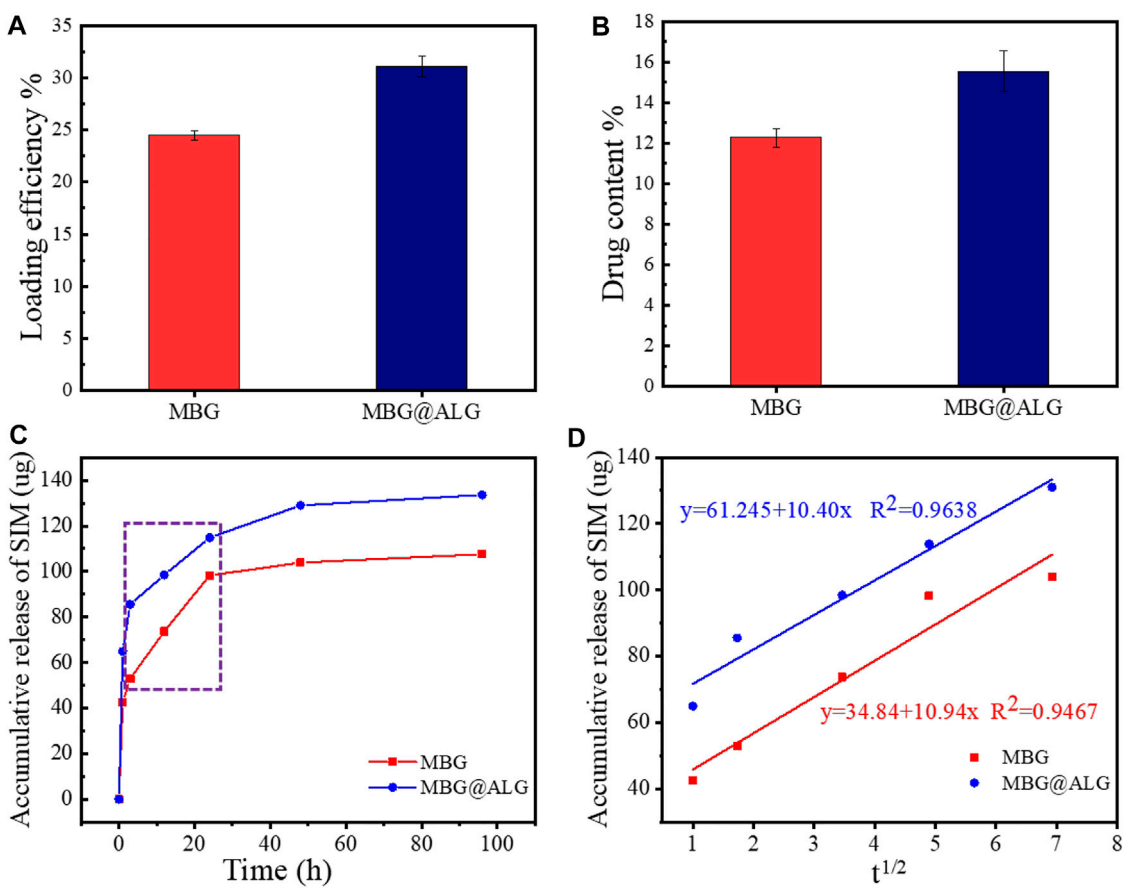 A
Loading efficiency %
35
30
25
20
15
10
5
0
MBG
MBG@ALG
B
Drug content %
18
16
14
12
10
8
6
4
2
0
MBG
MBG@ALG
C
Accumulative release of SIM (ug)
140
120
100
80
60
40
20
0
MBG
MBG@ALG
0 20 40 60 80 100
Time (h)
D
Accumulative release of SIM (ug)
140
120
100
80
60
40
y=61.245+10.40x R²=0.9638
y=34.84+10.94x R²=0.9467
MBG
MBG@ALG
1 2 3 4 5 6 7 8
t^1/2